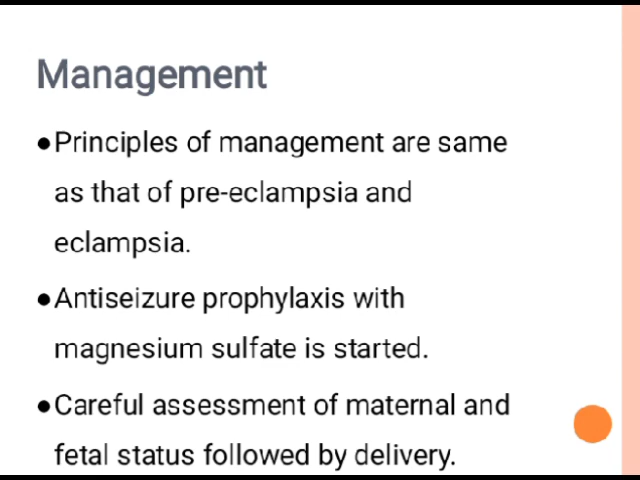 Management
●Principles of management are same
as that of pre-eclampsia and
eclampsia.
●Antiseizure prophylaxis with
magnesium sulfate is started.
●Careful assessment of maternal and
fetal status followed by delivery.